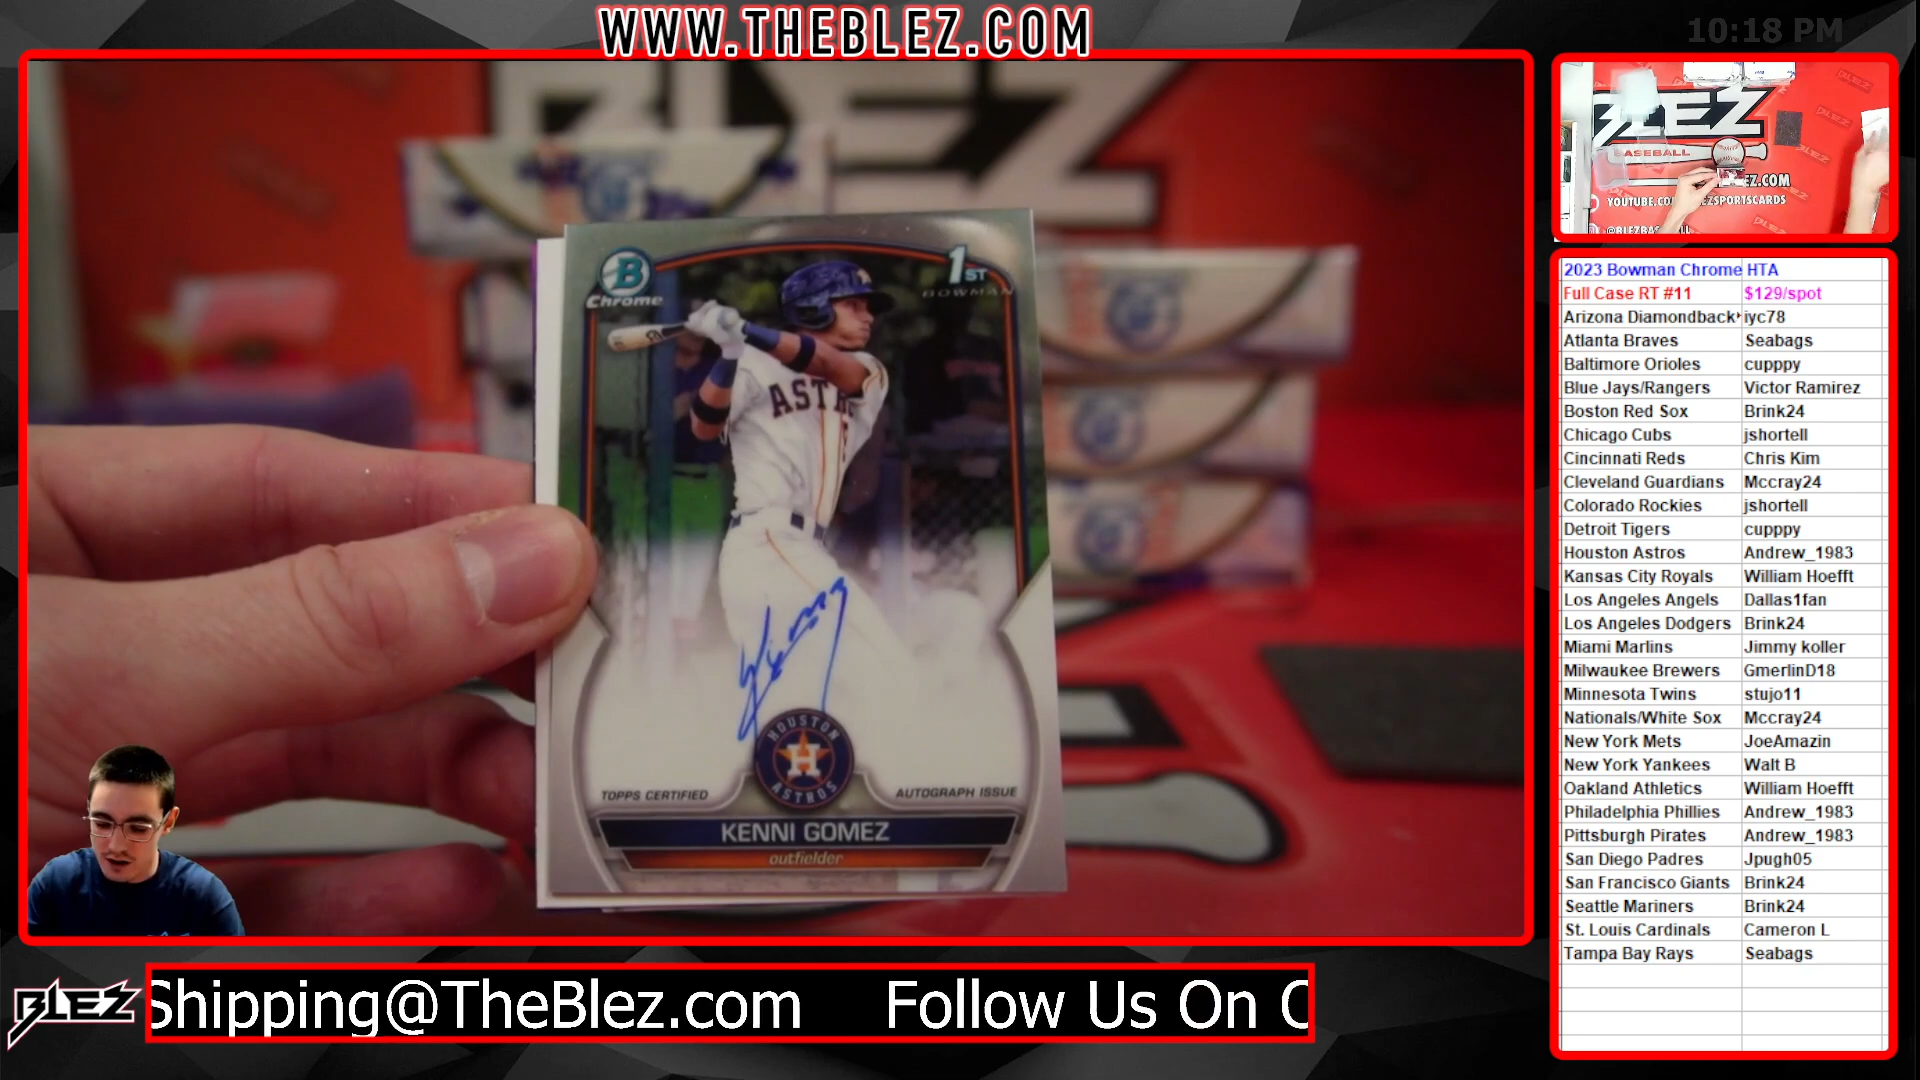 WWW.THEBLEZ.COM
10:18 PM
BLEZ
B
Chrome
1ST
BOWMAN
ASTR
HOUSTON
H
ASTROS
TOPPS CERTIFIED
AUTOGRAPH ISSUE
KENNI GOMEZ
outfielder
BLEZ
BASEBALL
EZ.COM
YOUTUBE.CO
EZSPORTSCARDS
2023 Bowman Chrome HTA
Full Case RT #11 $129/spot
Arizona Diamondback iyc78
Atlanta Braves Seabags
Baltimore Orioles cupppy
Blue Jays/Rangers Victor Ramirez
Boston Red Sox Brink24
Chicago Cubs jshortell
Cincinnati Reds Chris Kim
Cleveland Guardians Mccray24
Colorado Rockies jshortell
Detroit Tigers cupppy
Houston Astros Andrew_1983
Kansas City Royals William Hoefft
Los Angeles Angels Dallas1fan
Los Angeles Dodgers Brink24
Miami Marlins Jimmy koller
Milwaukee Brewers GmerlinD18
Minnesota Twins stujo11
Nationals/White Sox Mccray24
New York Mets JoeAmazin
New York Yankees Walt B
Oakland Athletics William Hoefft
Philadelphia Phillies Andrew_1983
Pittsburgh Pirates Andrew_1983
San Diego Padres Jpugh05
San Francisco Giants Brink24
Seattle Mariners Brink24
St. Louis Cardinals Cameron L
Tampa Bay Rays Seabags
BLEZ
Shipping@TheBlez.com Follow Us On